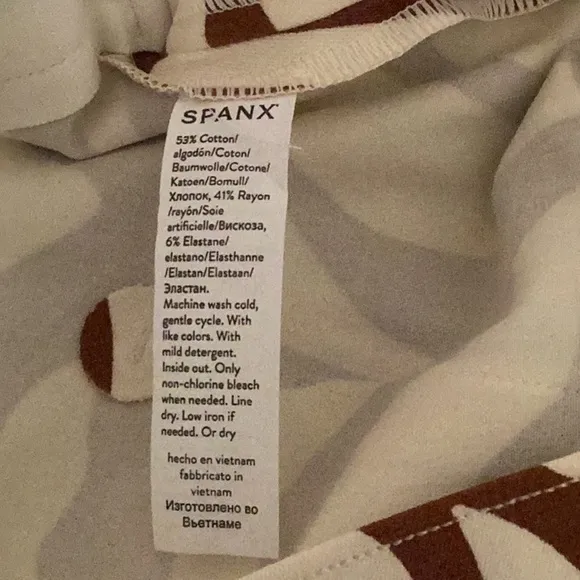 SPANX
53% Cotton/
algodón/Coton/
Baumwolle/Cotone/
Katoen/Bomull/
Хлопок, 41% Rayon
/rayón/Soie
artificielle/Вискоза,
6% Elastane/
elastano/Elasthanne
/Elastan/Elastaan/
Эластан.
Machine wash cold,
gentle cycle. With
like colors. With
mild detergent.
Inside out. Only
non-chlorine bleach
when needed. Line
dry. Low iron if
needed. Or dry
hecho en vietnam
fabbricato in
vietnam
Изготовлено во
Вьетнаме